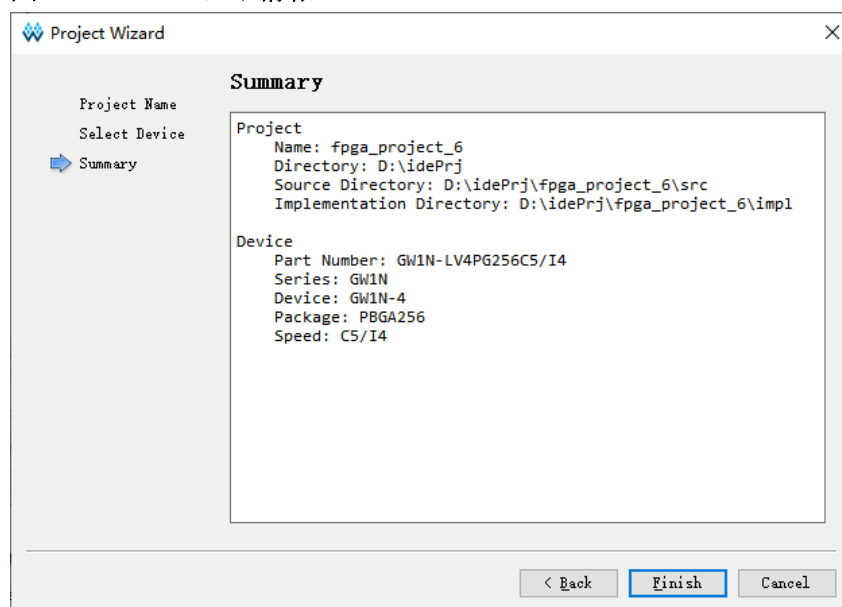 Project Wizard
Summary
Project Name
Select Device
Summary
Project
Name: fpga_project_6
Directory: D:\idePrj
Source Directory: D:\idePrj\fpga_project_6\src
Implementation Directory: D:\idePrj\fpga_project_6\impl
Device
Part Number: GW1N-LV4PG256C5/I4
Series: GW1N
Device: GW1N-4
Package: PBGA256
Speed: C5/I4
< Back
Finish
Cancel